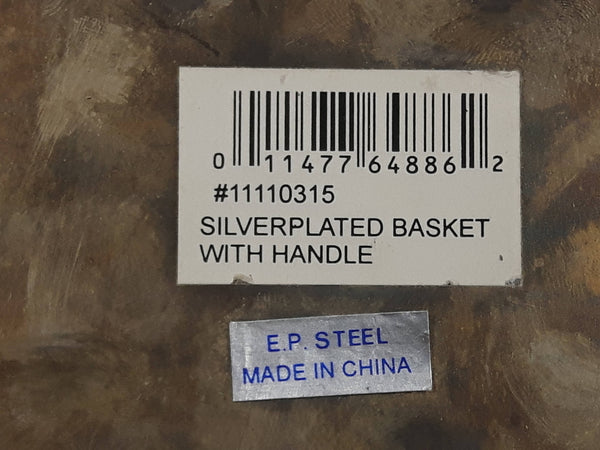 0 11477 64886 2
#11110315
SILVERPLATED BASKET
WITH HANDLE
E.P. STEEL
MADE IN CHINA